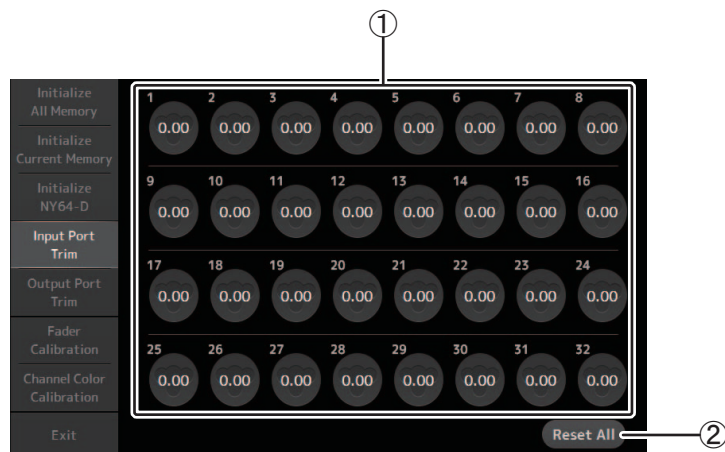 ①
Initialize
All Memory
Initialize
Current Memory
Initialize
NY64-D
Input Port
Trim
Output Port
Trim
Fader
Calibration
Channel Color
Calibration
Exit
1 2 3 4 5 6 7 8
0.00 0.00 0.00 0.00 0.00 0.00 0.00 0.00
9 10 11 12 13 14 15 16
0.00 0.00 0.00 0.00 0.00 0.00 0.00 0.00
17 18 19 20 21 22 23 24
0.00 0.00 0.00 0.00 0.00 0.00 0.00 0.00
25 26 27 28 29 30 31 32
0.00 0.00 0.00 0.00 0.00 0.00 0.00 0.00
Reset All ②